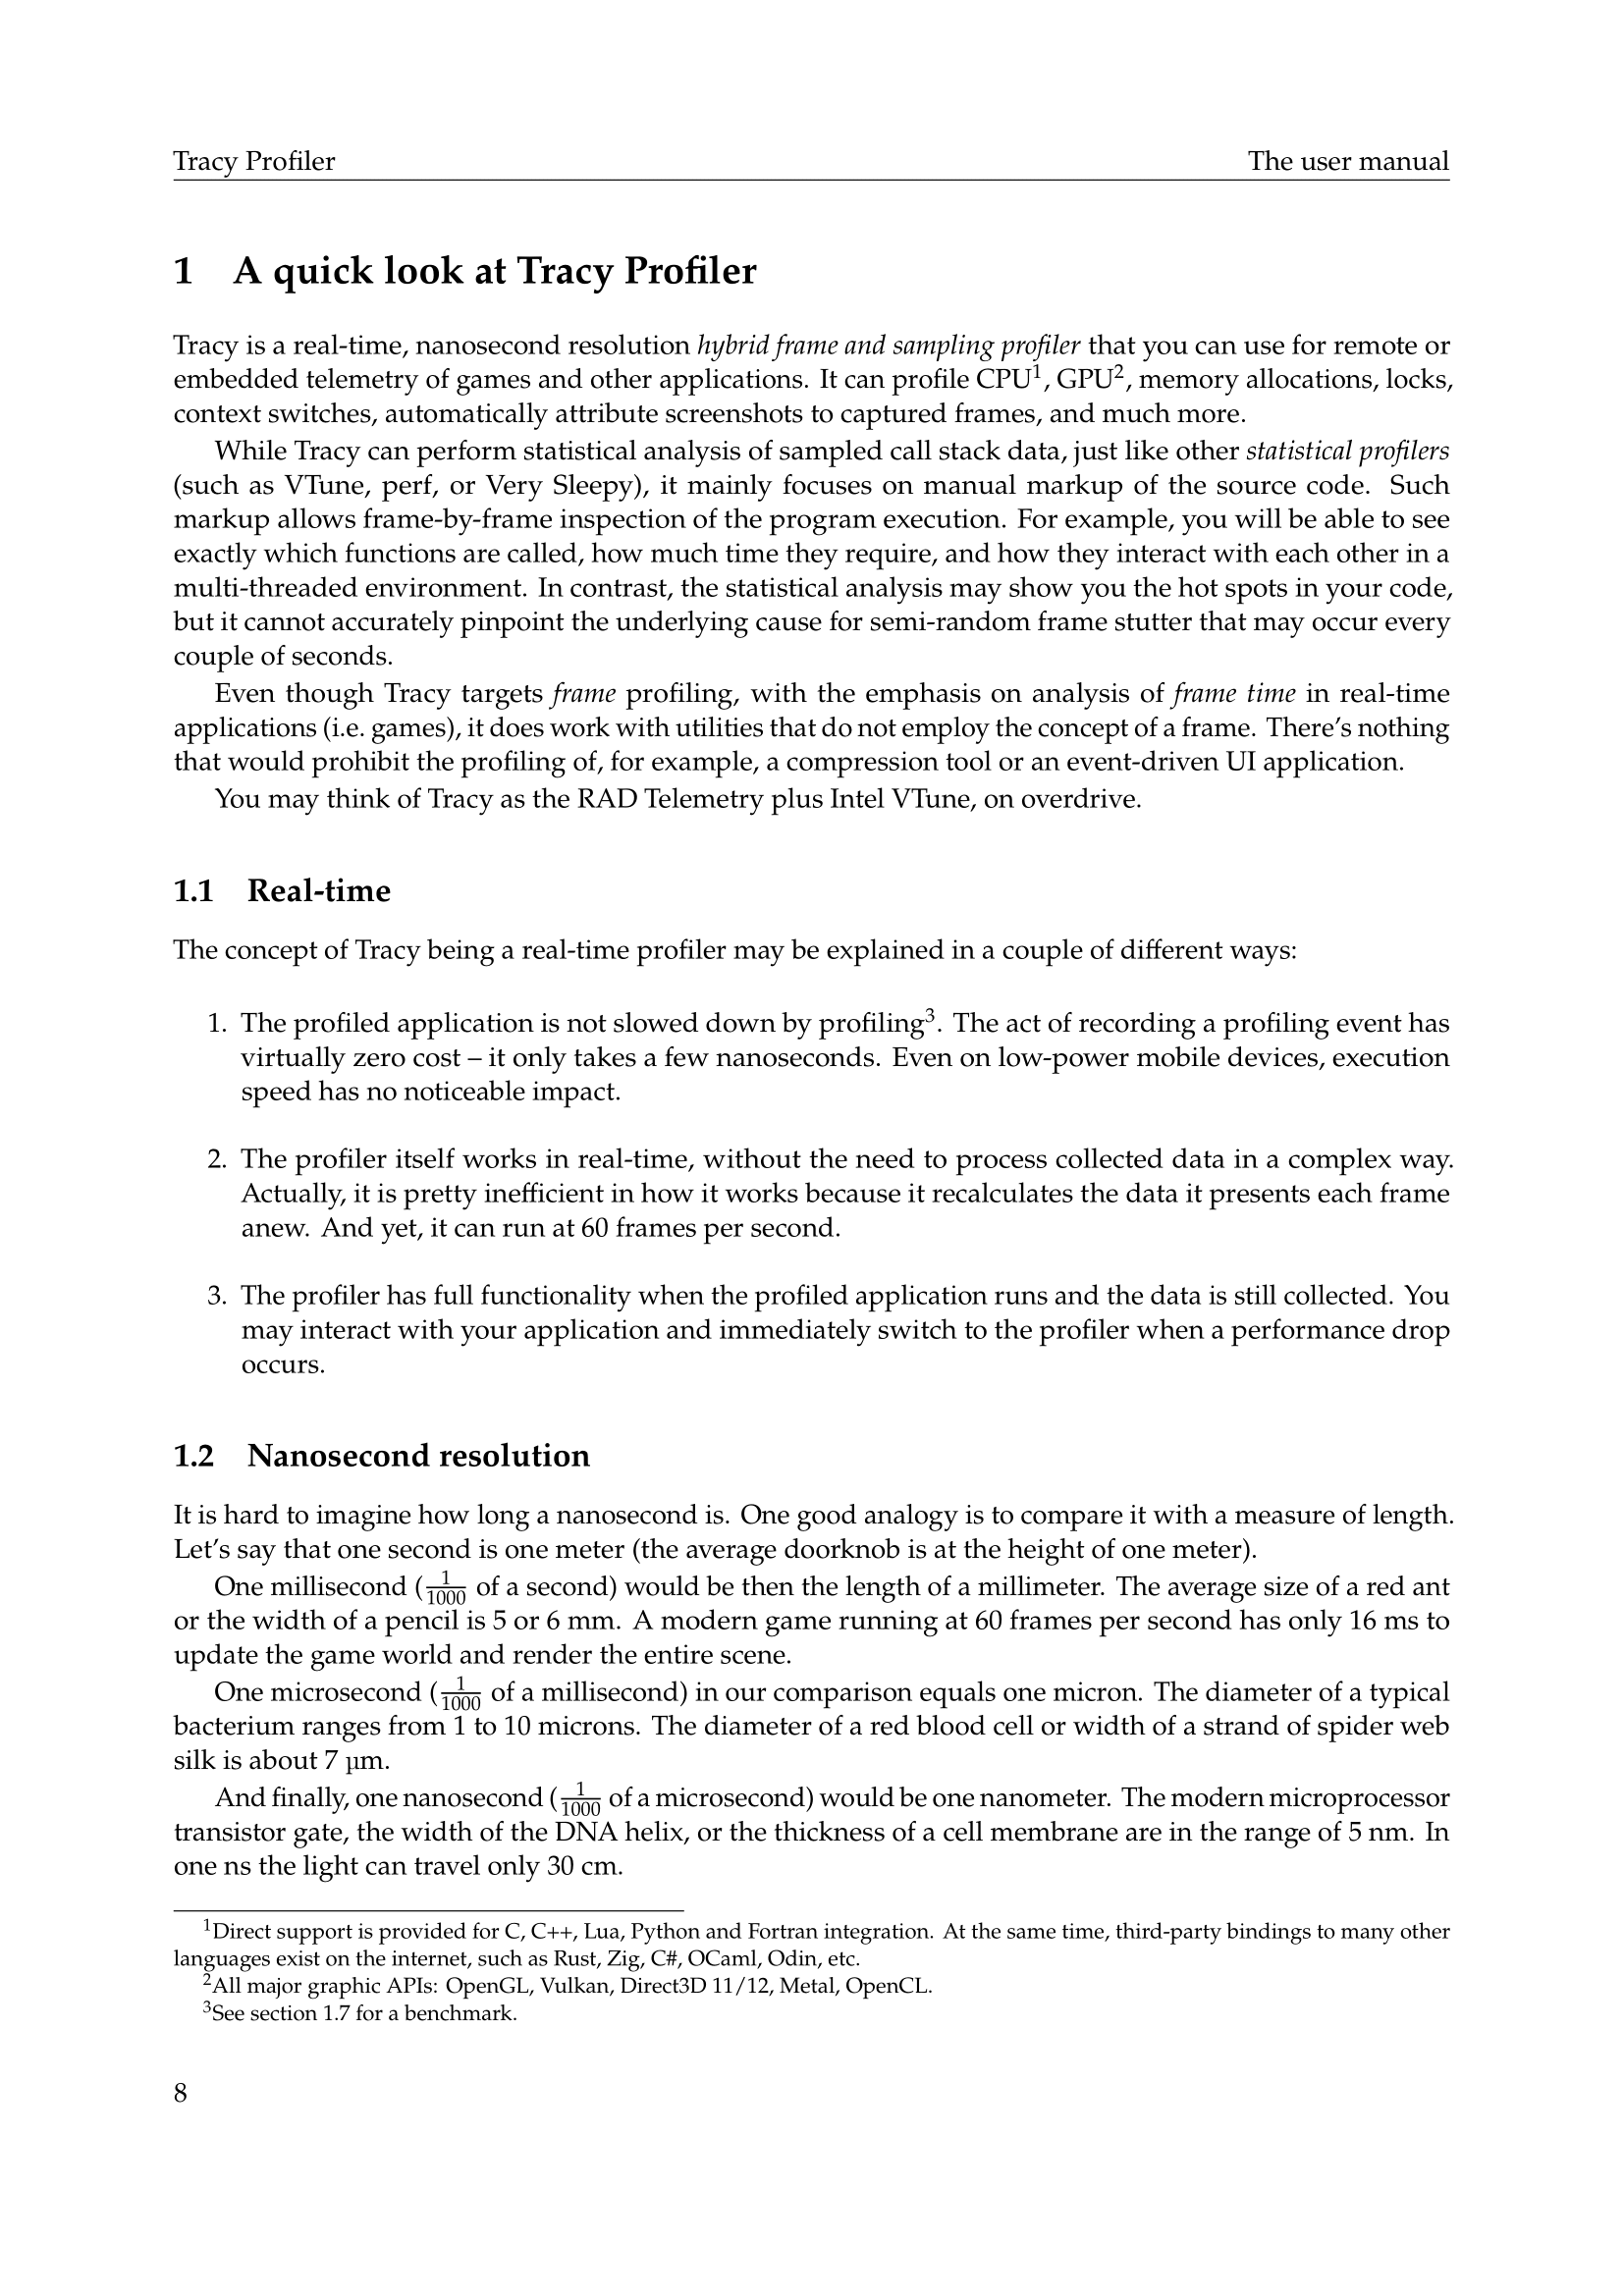 Tracy Profiler The user manual
1 A quick look at Tracy Profiler
Tracy is a real-time, nanosecond resolution hybrid frame and sampling profiler that you can use for remote or
embedded telemetry of games and other applications. It can profile CPU¹, GPU², memory allocations, locks,
context switches, automatically attribute screenshots to captured frames, and much more.
While Tracy can perform statistical analysis of sampled call stack data, just like other statistical profilers
(such as VTune, perf, or Very Sleepy), it mainly focuses on manual markup of the source code. Such
markup allows frame-by-frame inspection of the program execution. For example, you will be able to see
exactly which functions are called, how much time they require, and how they interact with each other in a
multi-threaded environment. In contrast, the statistical analysis may show you the hot spots in your code,
but it cannot accurately pinpoint the underlying cause for semi-random frame stutter that may occur every
couple of seconds.
Even though Tracy targets frame profiling, with the emphasis on analysis of frame time in real-time
applications (i.e. games), it does work with utilities that do not employ the concept of a frame. There's nothing
that would prohibit the profiling of, for example, a compression tool or an event-driven UI application.
You may think of Tracy as the RAD Telemetry plus Intel VTune, on overdrive.
1.1 Real-time
The concept of Tracy being a real-time profiler may be explained in a couple of different ways:
1. The profiled application is not slowed down by profiling³. The act of recording a profiling event has
virtually zero cost – it only takes a few nanoseconds. Even on low-power mobile devices, execution
speed has no noticeable impact.
2. The profiler itself works in real-time, without the need to process collected data in a complex way.
Actually, it is pretty inefficient in how it works because it recalculates the data it presents each frame
anew. And yet, it can run at 60 frames per second.
3. The profiler has full functionality when the profiled application runs and the data is still collected. You
may interact with your application and immediately switch to the profiler when a performance drop
occurs.
1.2 Nanosecond resolution
It is hard to imagine how long a nanosecond is. One good analogy is to compare it with a measure of length.
Let's say that one second is one meter (the average doorknob is at the height of one meter).
One millisecond (1/1000 of a second) would be then the length of a millimeter. The average size of a red ant
or the width of a pencil is 5 or 6 mm. A modern game running at 60 frames per second has only 16 ms to
update the game world and render the entire scene.
One microsecond (1/1000 of a millisecond) in our comparison equals one micron. The diameter of a typical
bacterium ranges from 1 to 10 microns. The diameter of a red blood cell or width of a strand of spider web
silk is about 7 µm.
And finally, one nanosecond (1/1000 of a microsecond) would be one nanometer. The modern microprocessor
transistor gate, the width of the DNA helix, or the thickness of a cell membrane are in the range of 5 nm. In
one ns the light can travel only 30 cm.
¹Direct support is provided for C, C++, Lua, Python and Fortran integration. At the same time, third-party bindings to many other
languages exist on the internet, such as Rust, Zig, C#, OCaml, Odin, etc.
²All major graphic APIs: OpenGL, Vulkan, Direct3D 11/12, Metal, OpenCL.
³See section 1.7 for a benchmark.
8